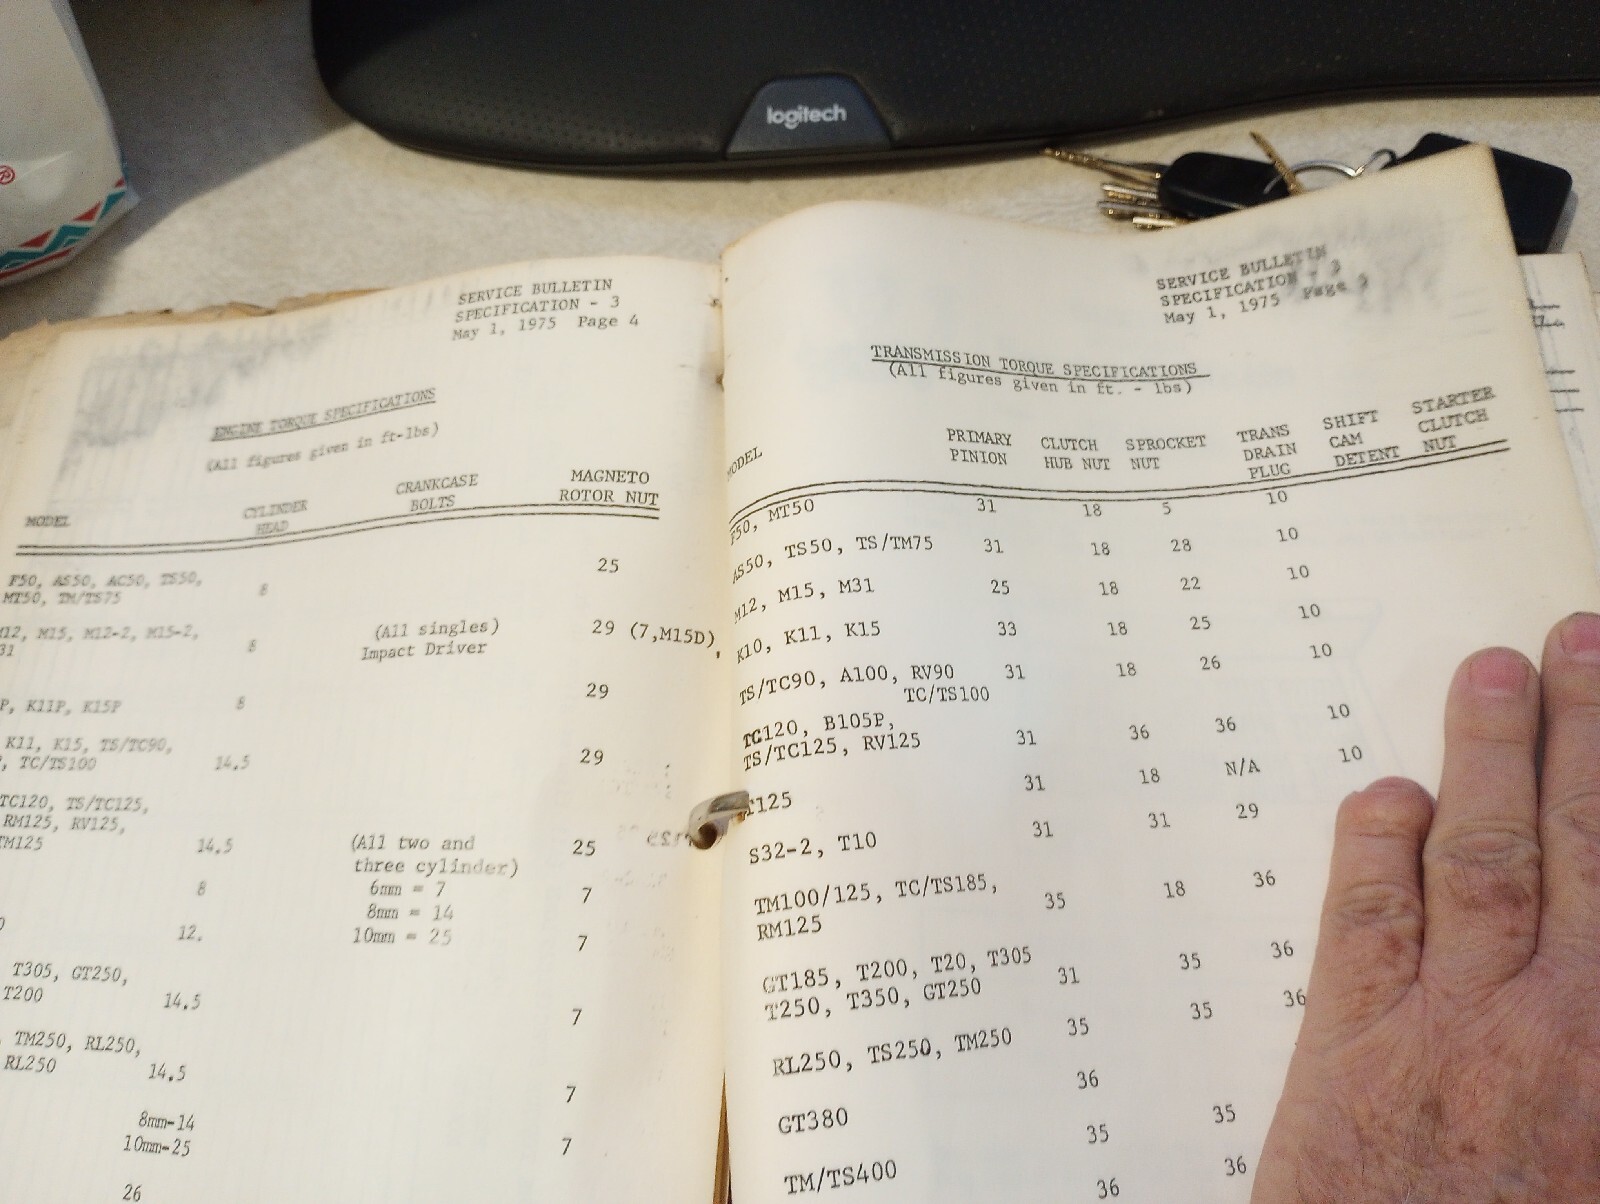 logitech
®
SERVICE BULLETIN
SPECIFICATION - 3
May 1, 1975 Page 4
ENGINE TORQUE SPECIFICATIONS
(All figures given in ft-lbs)
MODEL CYLINDER HEAD CRANKCASE BOLTS MAGNETO ROTOR NUT
F50, AS50, AC50, TS50, 8 25
MT50, TM/TS75
M12, M15, M12-2, M15-2, 8 (All singles) 29 (7,M15D)
31 Impact Driver
P, K11P, K15P 8 29
K11, K15, TS/TC90, 14.5 29
, TC/TS100
TC120, TS/TC125,
RM125, RV125,
TM125 14.5 (All two and 25
three cylinder)
8 6mm = 7 7
8mm = 14
12. 10mm = 25 7
T305, GT250,
T200 14.5 7
TM250, RL250,
RL250 14.5 7
8mm-14
10mm-25 7
26
SERVICE BULLETIN
SPECIFICATION - 3
May 1, 1975 Page
TRANSMISSION TORQUE SPECIFICATIONS
(All figures given in ft. - lbs)
MODEL PRIMARY PINION CLUTCH HUB NUT SPROCKET NUT TRANS DRAIN PLUG SHIFT CAM DETENT STARTER CLUTCH NUT
F50, MT50 31 18 5 10
AS50, TS50, TS/TM75 31 18 28 10
M12, M15, M31 25 18 22 10
K10, K11, K15 33 18 25 10
TS/TC90, A100, RV90 31 18 26 10
TC/TS100
TC120, B105P,
TS/TC125, RV125 31 36 36 10
T125 31 18 N/A 10
S32-2, T10 31 31 29
TM100/125, TC/TS185, 35 18 36
RM125
GT185, T200, T20, T305 31 35 36
T250, T350, GT250
RL250, TS250, TM250 35 35 36
36
GT380 35 35
TM/TS400 36 36